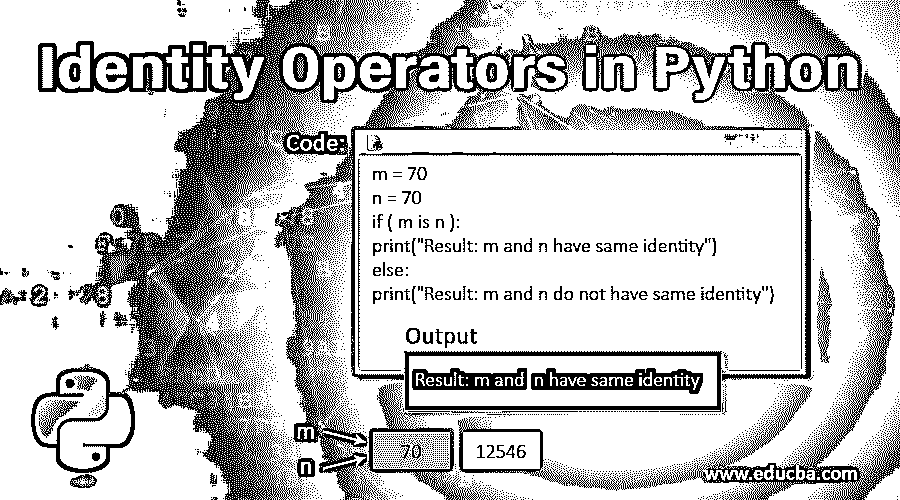 Identity Operators in Python
Code:
m = 70
n = 70
if ( m is n ):
print("Result: m and n have same identity")
else:
print("Result: m and n do not have same identity")
Output
Result: m and n have same identity
m
70
12546
n
www.educba.com